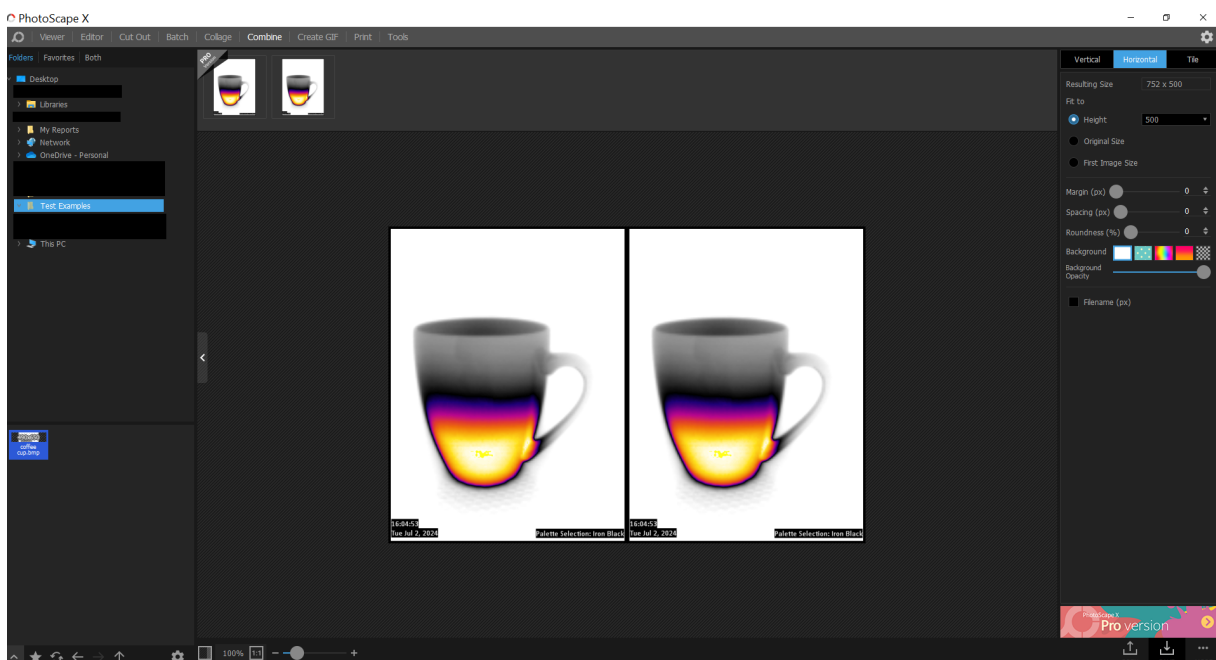 PhotoScape X
Viewer Editor Cut Out Batch Collage Combine Create GIF Print Tools
Folders Favorites Both
Desktop
Libraries
My Reports
Network
OneDrive - Personal
Test Examples
This PC
coffee
cup.bmp
PRO
16:04:53
Tue Jul 2, 2024
Palette Selection: Iron Black
16:04:53
Tue Jul 2, 2024
Palette Selection: Iron Black
100% 1:1
Vertical Horizontal Tile
Resulting Size 752 x 500
Fit to
Height 500
Original Size
First Image Size
Margin (px) 0
Spacing (px) 0
Roundness (%) 0
Background
Background
Opacity
Filename (px)
PhotoScape X
Pro version